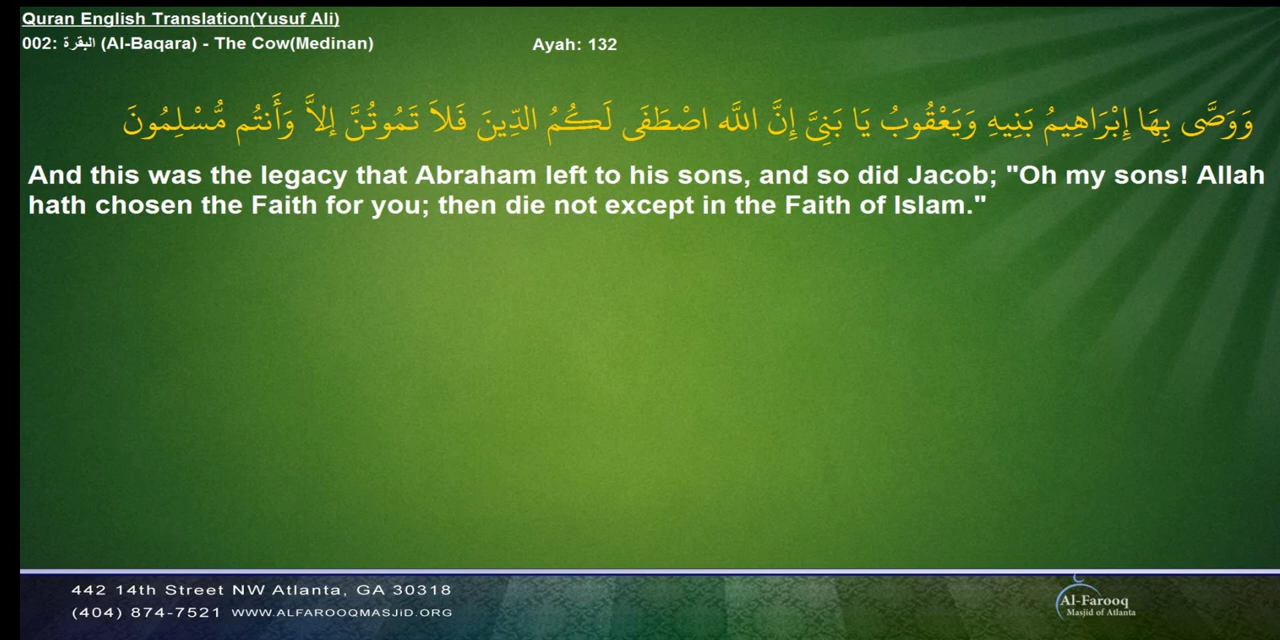 Quran English Translation(Yusuf Ali)
002: البقرة (Al-Baqara) - The Cow(Medinan) Ayah: 132
وَوَصَّى بِهَا إِبْرَاهِيمُ بَنِيهِ وَيَعْقُوبُ يَا بَنِيَّ إِنَّ اللَّه اصْطَفَى لَكُمُ الدِّينَ فَلاَ تَمُوتُنَّ إلاَّ وَأَنتُم مُّسْلِمُونَ
And this was the legacy that Abraham left to his sons, and so did Jacob; "Oh my sons! Allah
hath chosen the Faith for you; then die not except in the Faith of Islam."
442 14th Street NW Atlanta, GA 30318
(404) 874-7521 WWW.ALFAROOQMASJiD.ORG
Al-Farooq
Masjid of Atlanta